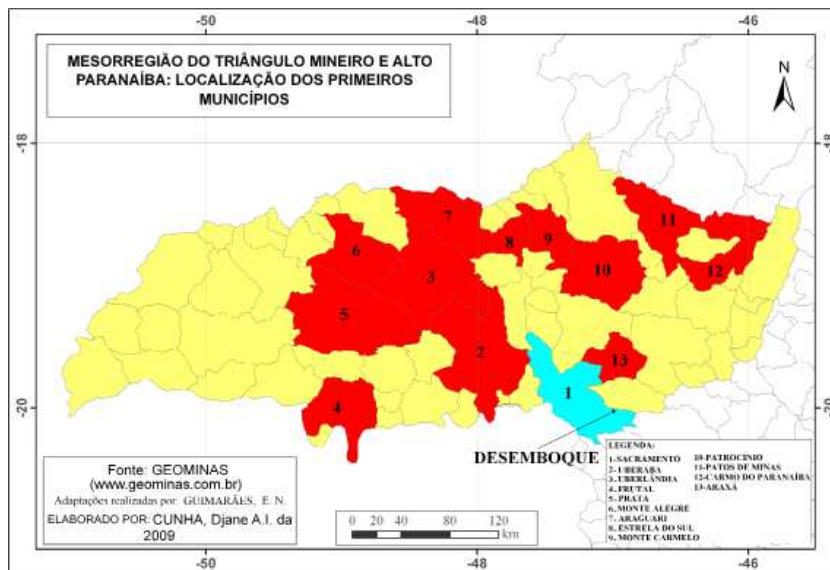 -50
-48
-46
MESORREGIÃO DO TRIÂNGULO MINEIRO E ALTO
PARANAÍBA: LOCALIZAÇÃO DOS PRIMEIROS
MUNICÍPIOS
N
-18
-18
7
11
8
9
6
10
12
3
5
2
13
1
4
-20
-20
DESEMBOQUE
LEGENDA:
1-SACRAMENTO
2-UBERABA
3-UBERLÂNDIA
4-FRUTAL
5-PRATA
6-MONTE ALEGRE
7-ARAGUARI
8-ESTRELA DO SUL
9-MONTE CARMELO
10-PATROCINIO
11-PATOS DE MINAS
12-CARMO DO PARANAÍBA
13-ARAXÁ
Fonte: GEOMINAS
(www.geominas.com.br)
Adaptações realizadas por: GUIMARÃES, E. N.
ELABORADO POR: CUNHA, Djane A.I. da
2009
0 20 40 80 120
km
-50
-48
-46